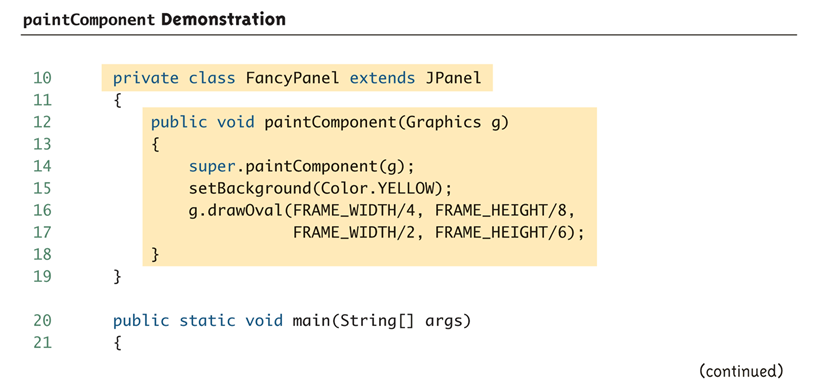 paintComponent Demonstration
10 private class FancyPanel extends JPanel
11 {
12 public void paintComponent(Graphics g)
13 {
14 super.paintComponent(g);
15 setBackground(Color.YELLOW);
16 g.drawOval(FRAME_WIDTH/4, FRAME_HEIGHT/8,
17 FRAME_WIDTH/2, FRAME_HEIGHT/6);
18 }
19 }
20 public static void main(String[] args)
21 {
(continued)